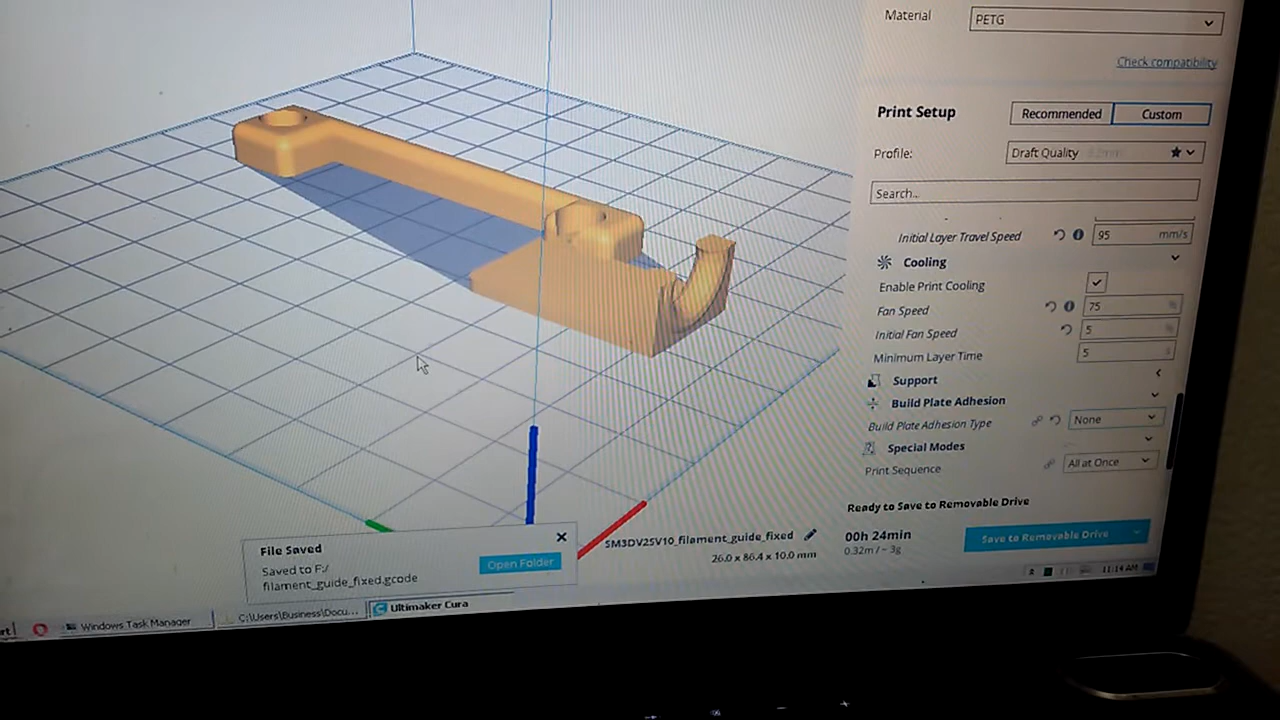 Material
PETG
Check compatibility
Print Setup
Recommended
Custom
Profile:
Draft Quality
Search...
Initial Layer Travel Speed
95
mm/s
Cooling
Enable Print Cooling
Fan Speed
75
%
Initial Fan Speed
5
%
Minimum Layer Time
5
s
Support
Build Plate Adhesion
Build Plate Adhesion Type
None
Special Modes
Print Sequence
All at Once
Ready to Save to Removable Drive
SM3DV2SV10_filament_guide_fixed
26.0 x 86.4 x 10.0 mm
00h 24min
0.32m / ~ 3g
Save to Removable Drive
File Saved
Saved to F:/
filament_guide_fixed.gcode
Open Folder
Windows Task Manager
C:\Users\Business\Docu...
Ultimaker Cura
11:14 AM